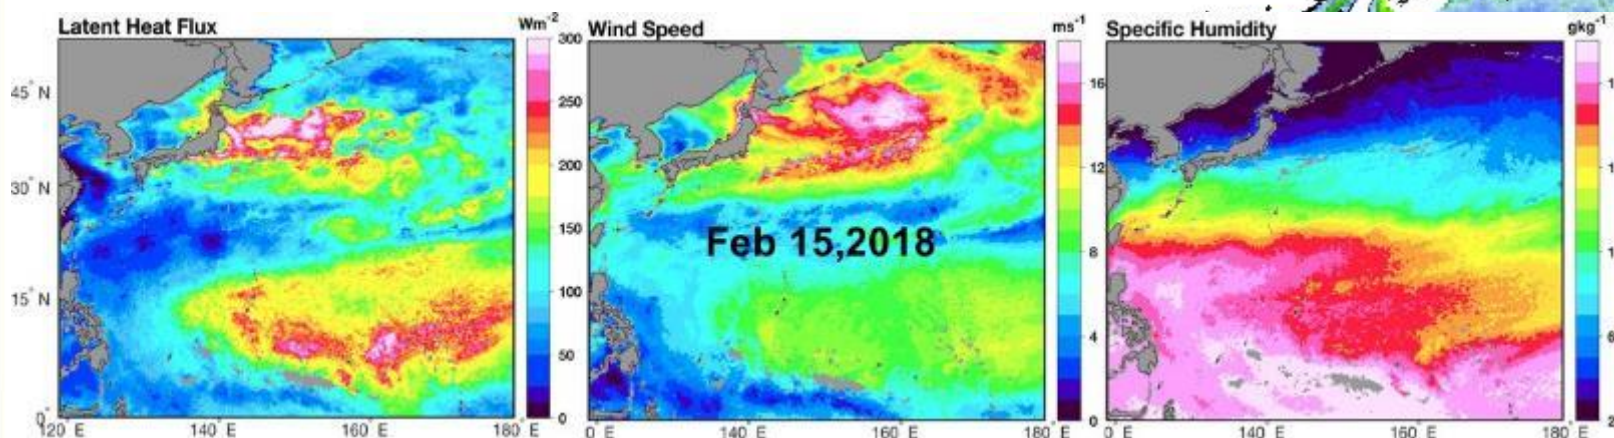 Latent Heat Flux
Wm⁻²
Wind Speed
ms⁻¹
Specific Humidity
gkg⁻¹
45° N
30° N
15° N
0°
300
250
200
150
100
50
0
16
12
8
4
0
Feb 15,2018
120 E
140 E
160 E
180 E
0 E
140 E
160 E
180 E
0 E
140 E
160 E
180 E